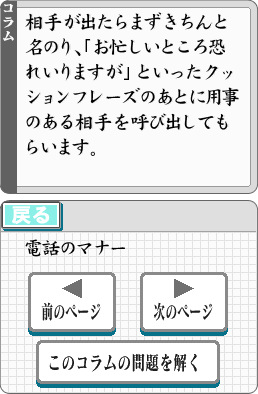 コラム
相手が出たらまずきちんと
名のり、「お忙しいところ恐
れいりますが」といったクッ
ションフレーズのあとに用事
のある相手を呼び出しても
らいます。
戻る
電話のマナー
前のページ
次のページ
このコラムの問題を解く